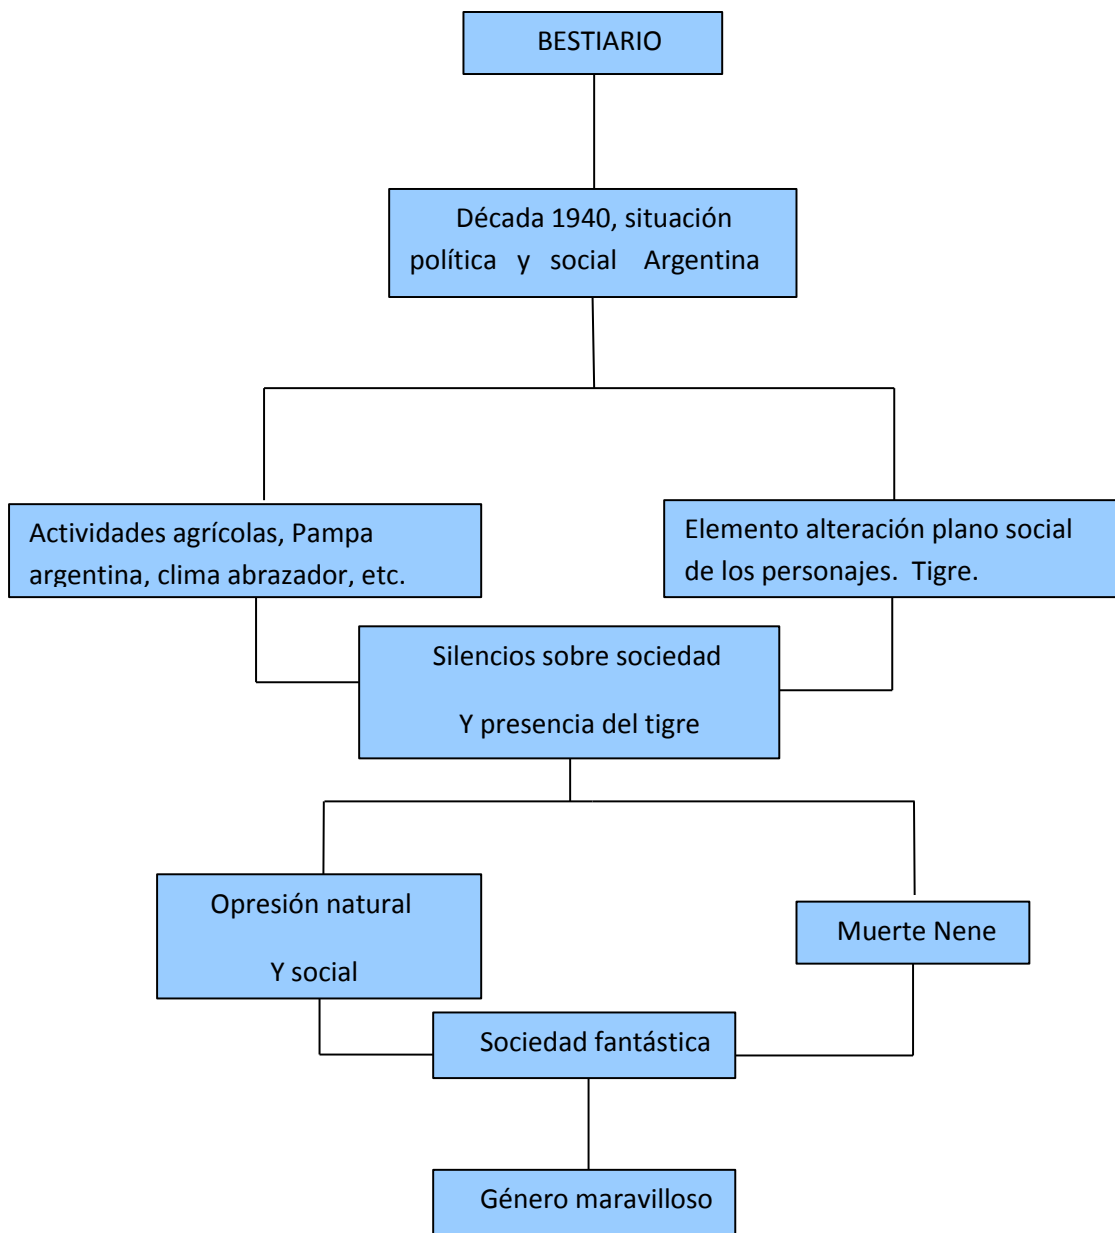 BESTIARIO
Década 1940, situación
política y social Argentina
Actividades agrícolas, Pampa
argentina, clima abrazador, etc.
Elemento alteración plano social
de los personajes. Tigre.
Silencios sobre sociedad
Y presencia del tigre
Opresión natural
Y social
Muerte Nene
Sociedad fantástica
Género maravilloso